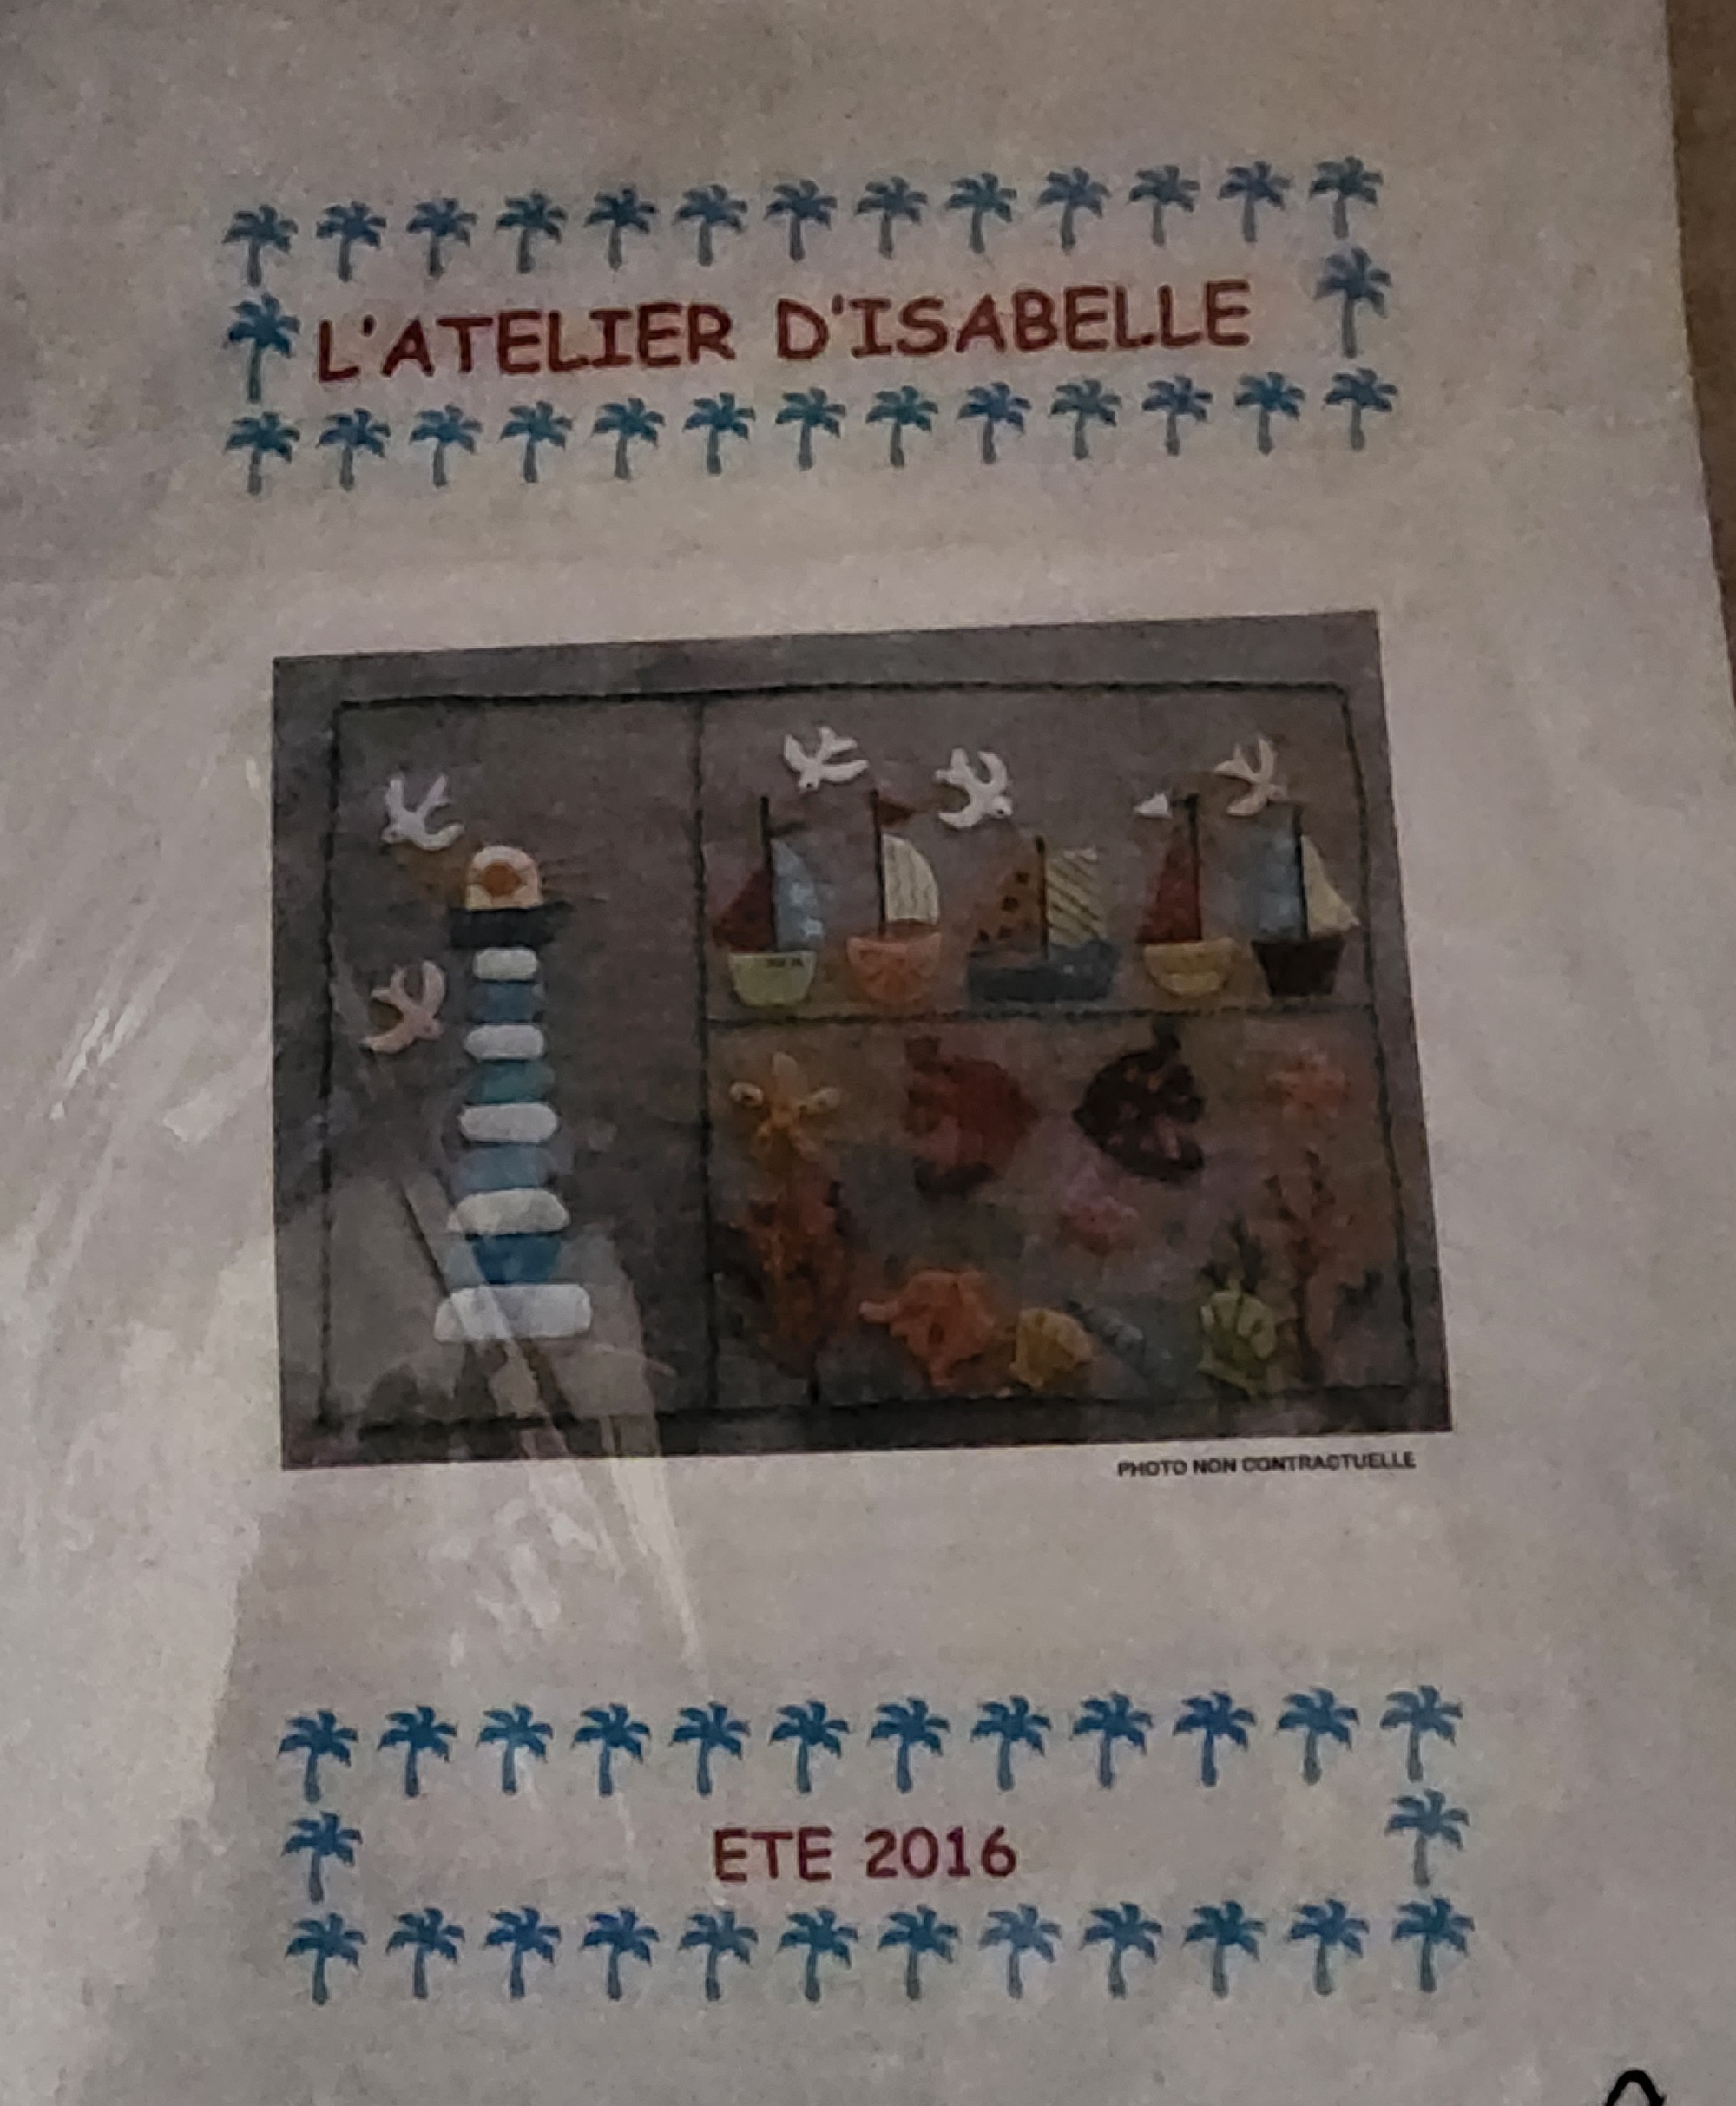 L'ATELIER D'ISABELLE
PHOTO NON CONTRACTUELLE
ETE 2016